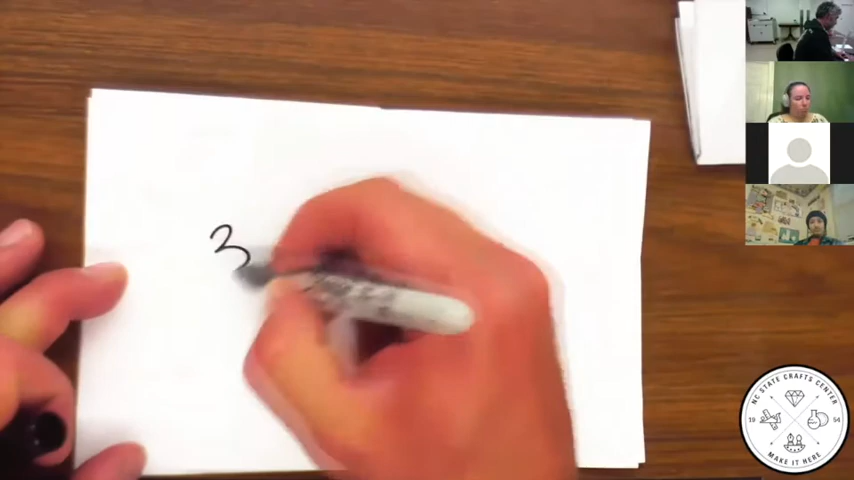 3
NC STATE CRAFTS CENTER
19 54
MAKE IT HERE